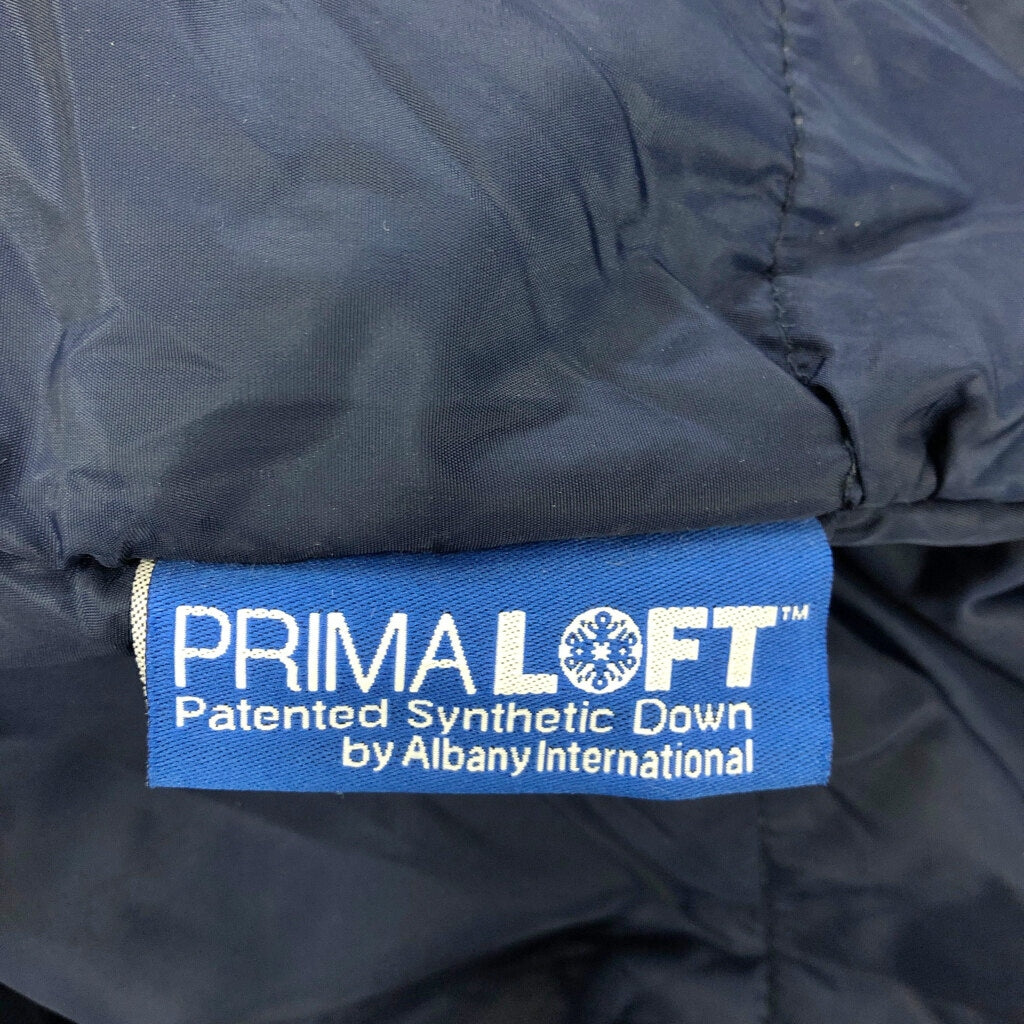 PRIMALOFT™
Patented Synthetic Down
by Albany International